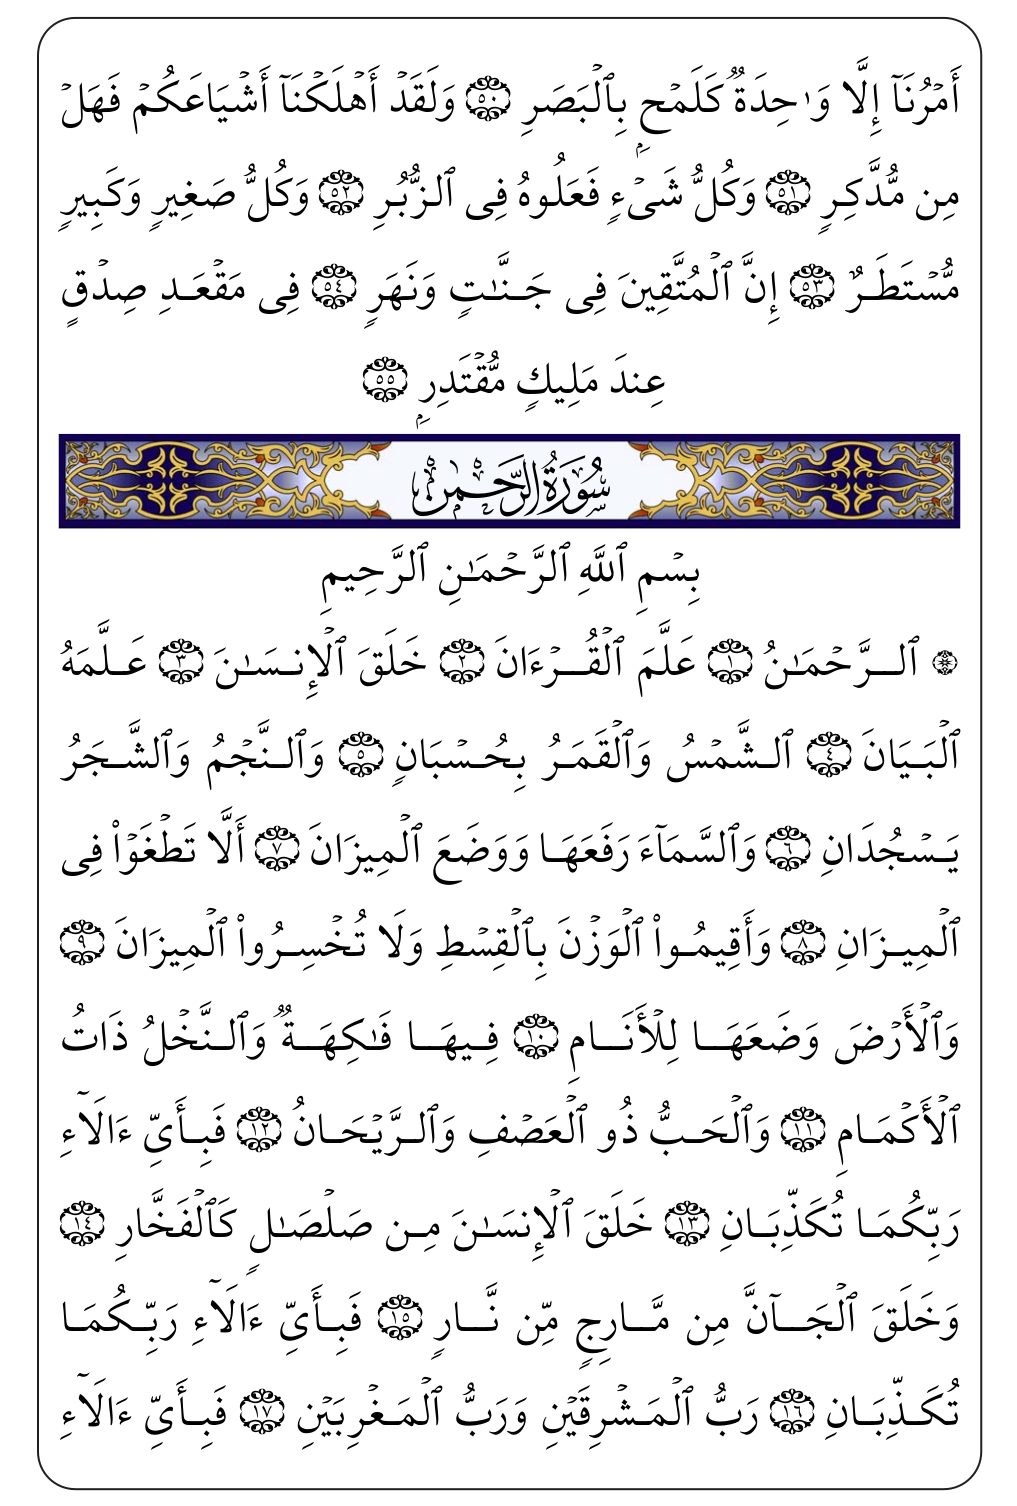 أَمۡرُنَآ إِلَّا وَٰحِدَةٌ كَلَمۡحِۭ بِٱلۡبَصَرِ ۝٥٠ وَلَقَدۡ أَهۡلَكۡنَآ أَشۡيَاعَكُمۡ فَهَلۡ
مِن مُّدَّكِرٍ ۝٥١ وَكُلُّ شَيۡءٍ فَعَلُوهُ فِي ٱلزُّبُرِ ۝٥٢ وَكُلُّ صَغِيرٍ وَكَبِيرٍ
مُّسۡتَطَرٌ ۝٥٣ إِنَّ ٱلۡمُتَّقِينَ فِي جَنَّٰتٍ وَنَهَرٍ ۝٥٤ فِي مَقۡعَدِ صِدۡقٍ
عِندَ مَلِيكٍ مُّقۡتَدِرِۭ ۝٥٥
سُورَةُ الرَّحۡمَٰن
بِسۡمِ ٱللَّهِ ٱلرَّحۡمَٰنِ ٱلرَّحِيمِ
۞ ٱلرَّحۡمَٰنُ ۝١ عَلَّمَ ٱلۡقُرۡءَانَ ۝٢ خَلَقَ ٱلۡإِنسَٰنَ ۝٣ عَلَّمَهُ
ٱلۡبَيَانَ ۝٤ ٱلشَّمۡسُ وَٱلۡقَمَرُ بِحُسۡبَانٍ ۝٥ وَٱلنَّجۡمُ وَٱلشَّجَرُ
يَسۡجُدَانِ ۝٦ وَٱلسَّمَآءَ رَفَعَهَا وَوَضَعَ ٱلۡمِيزَانَ ۝٧ أَلَّا تَطۡغَوۡاْ فِي
ٱلۡمِيزَانِ ۝٨ وَأَقِيمُواْ ٱلۡوَزۡنَ بِٱلۡقِسۡطِ وَلَا تُخۡسِرُواْ ٱلۡمِيزَانَ ۝٩
وَٱلۡأَرۡضَ وَضَعَهَا لِلۡأَنَامِ ۝١٠ فِيهَا فَٰكِهَةٌ وَٱلنَّخۡلُ ذَاتُ
ٱلۡأَكۡمَامِ ۝١١ وَٱلۡحَبُّ ذُو ٱلۡعَصۡفِ وَٱلرَّيۡحَانُ ۝١٢ فَبِأَيِّ ءَالَآءِ
رَبِّكُمَا تُكَذِّبَانِ ۝١٣ خَلَقَ ٱلۡإِنسَٰنَ مِن صَلۡصَٰلٍ كَٱلۡفَخَّارِ ۝١٤
وَخَلَقَ ٱلۡجَآنَّ مِن مَّارِجٍ مِّن نَّارٍ ۝١٥ فَبِأَيِّ ءَالَآءِ رَبِّكُمَا
تُكَذِّبَانِ ۝١٦ رَبُّ ٱلۡمَشۡرِقَيۡنِ وَرَبُّ ٱلۡمَغۡرِبَيۡنِ ۝١٧ فَبِأَيِّ ءَالَآءِ